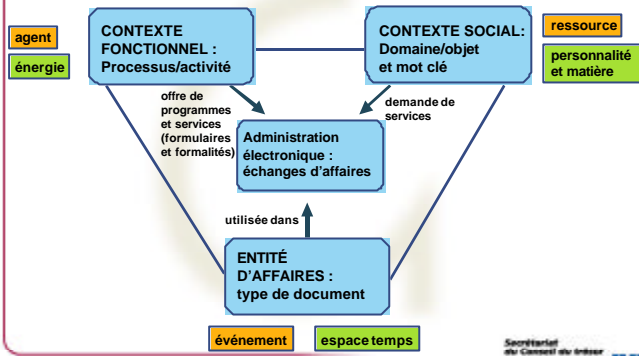 agent
énergie
CONTEXTE
FONCTIONNEL :
Processus/activité
CONTEXTE SOCIAL:
Domaine/objet
et mot clé
ressource
personnalité
et matière
offre de
programmes
et services
(formulaires
et formalités)
demande de
services
Administration
électronique :
échanges d'affaires
utilisée dans
ENTITÉ
D'AFFAIRES :
type de document
événement
espace temps
Secrétariat
du Conseil du trésor